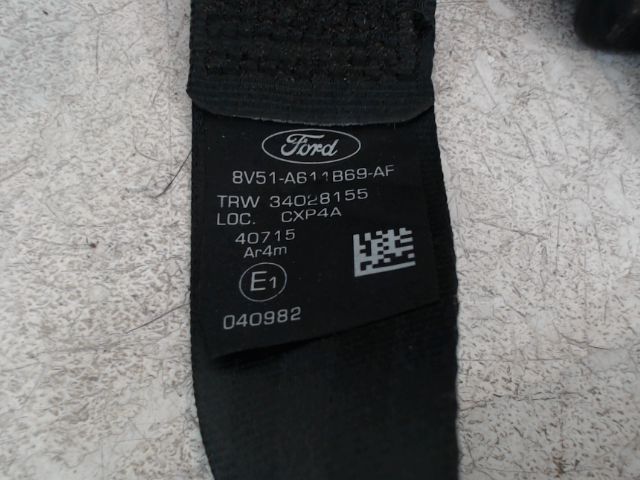 Ford
8V51-A611B69-AF
TRW 34028155
LOC. CXP4A
40715
Ar4m
E1
040982